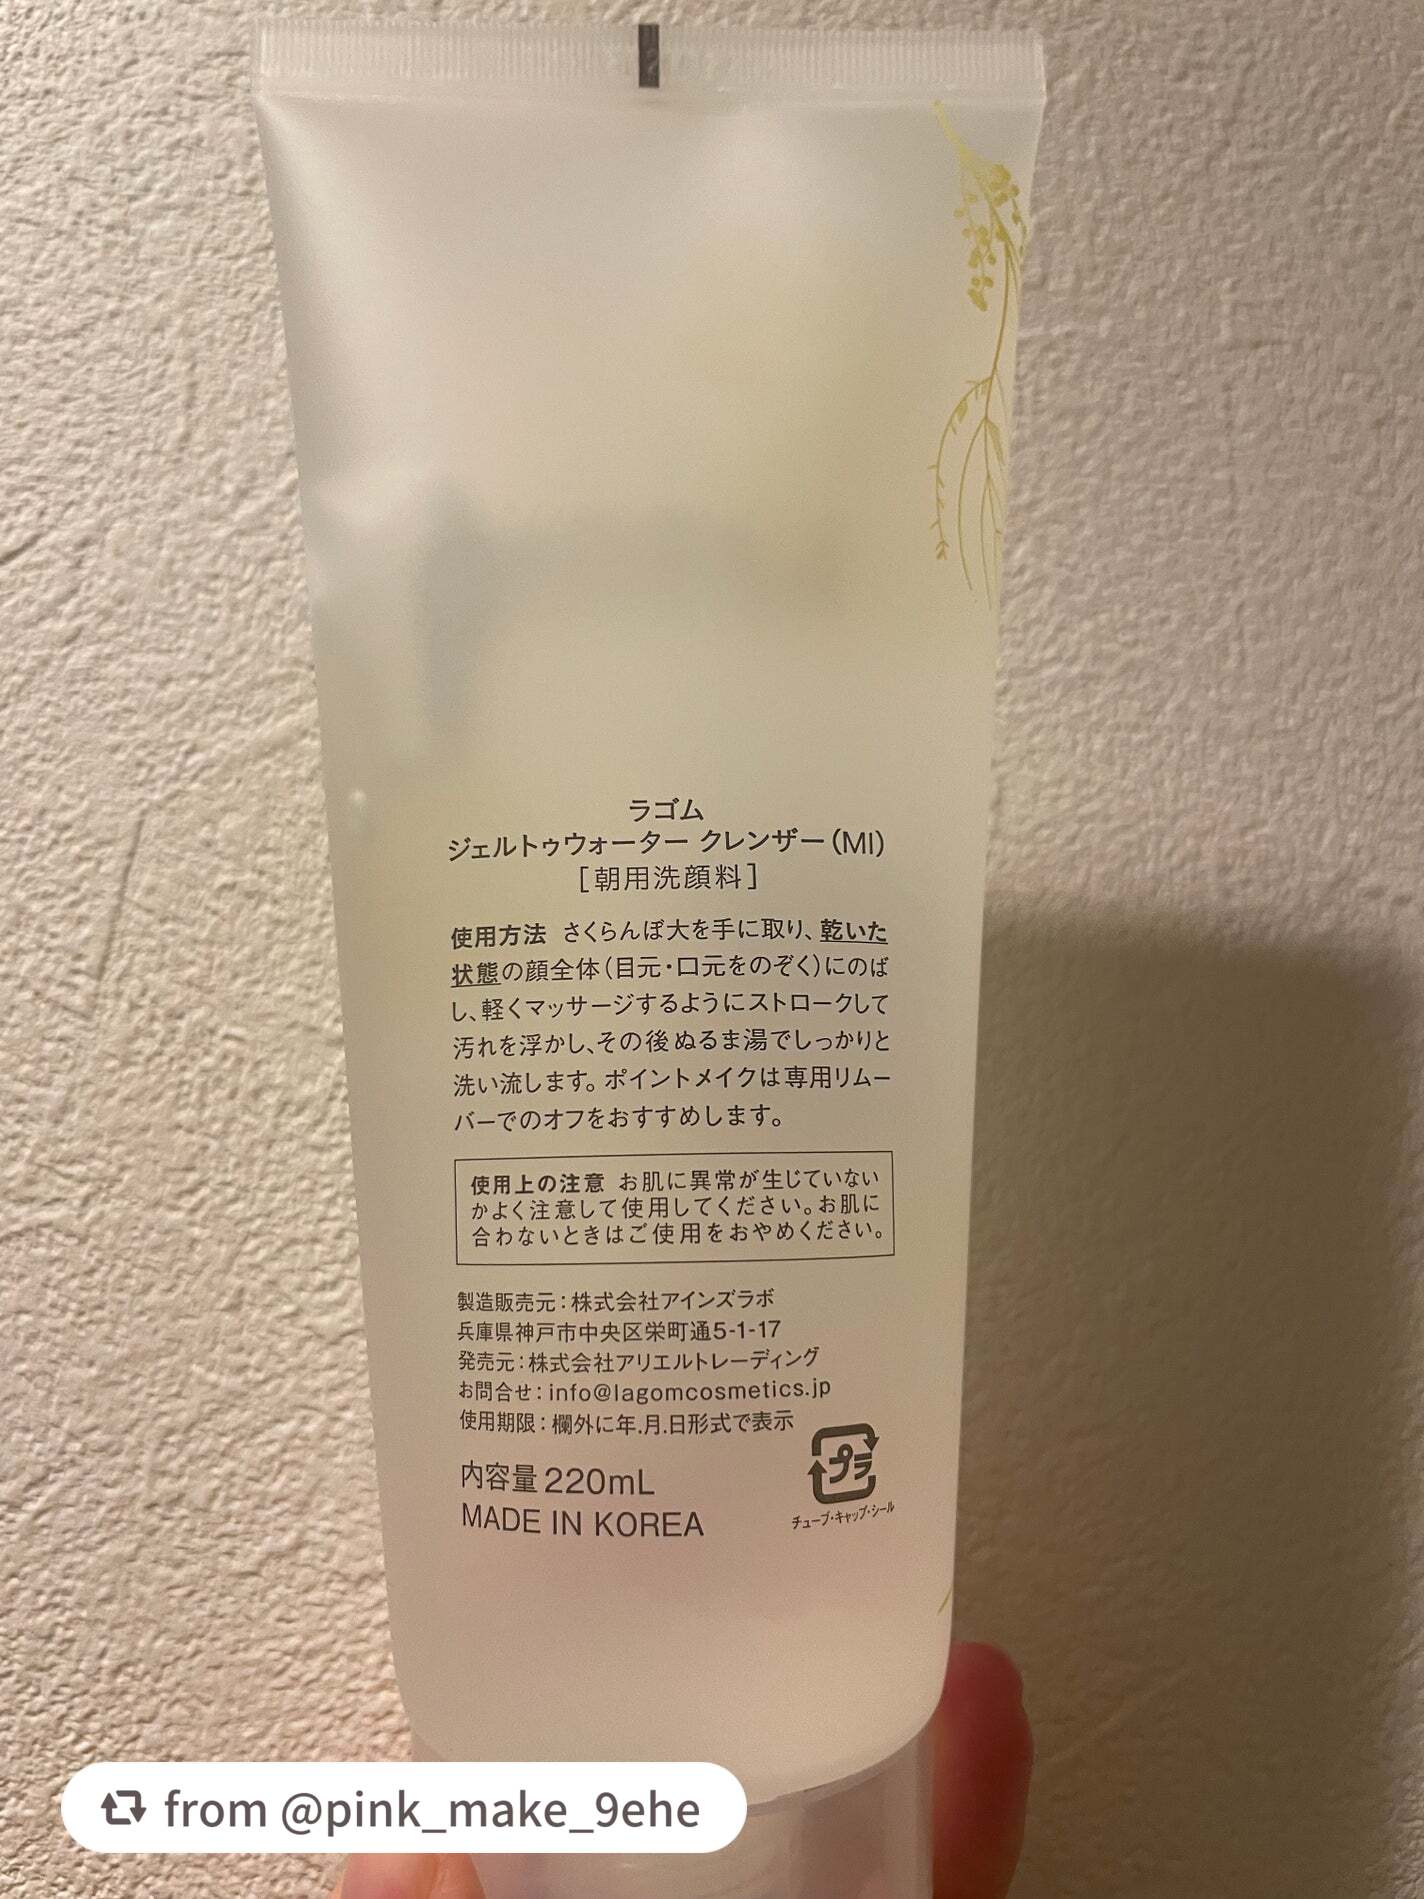 ラゴム
ジェルトゥウォーター クレンザー(MI)
[朝用洗顔料]
使用方法 さくらんぼ大を手に取り、乾いた
状態の顔全体(目元・口元をのぞく)にのば
し、軽くマッサージするようにストロークして
汚れを浮かし、その後ぬるま湯でしっかりと
洗い流します。ポイントメイクは専用リムー
バーでのオフをおすすめします。
使用上の注意 お肌に異常が生じていない
かよく注意して使用してください。お肌に
合わないときはご使用をおやめください。
製造販売元:株式会社アインズラボ
兵庫県神戸市中央区栄町通5-1-17
発売元:株式会社アリエルトレーディング
お問合せ:info@lagomcosmetics.jp
使用期限:欄外に年.月.日形式で表示
内容量 220mL
MADE IN KOREA
プラ
チューブ・キャップ・シール
from @pink_make_9ehe